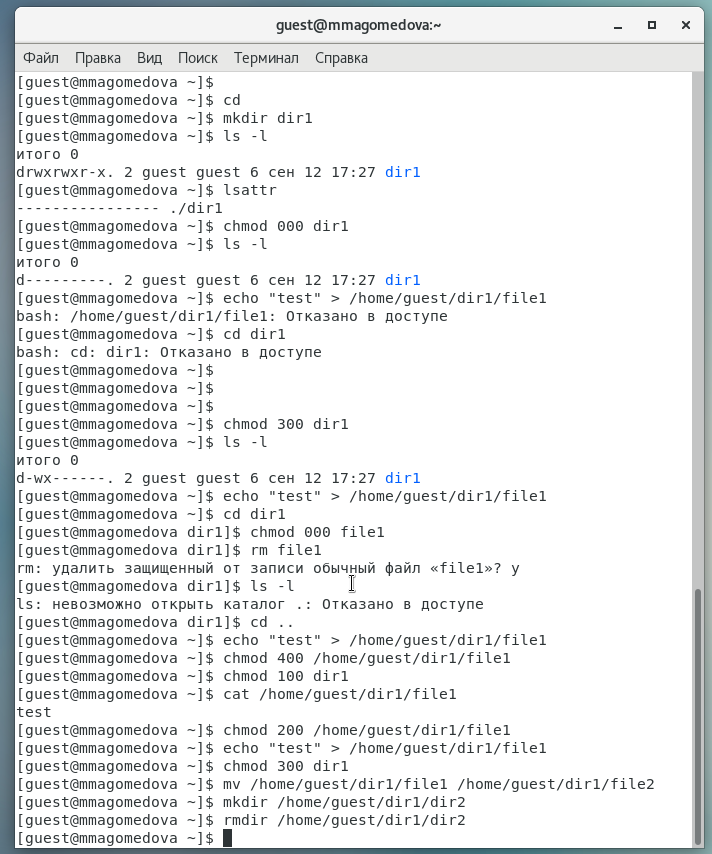 guest@mmagomedova:~
Файл Правка Вид Поиск Терминал Справка
[guest@mmagomedova ~]$
[guest@mmagomedova ~]$ cd
[guest@mmagomedova ~]$ mkdir dir1
[guest@mmagomedova ~]$ ls -l
итого 0
drwxrwxr-x. 2 guest guest 6 сен 12 17:27 dir1
[guest@mmagomedova ~]$ lsattr
---------------- ./dir1
[guest@mmagomedova ~]$ chmod 000 dir1
[guest@mmagomedova ~]$ ls -l
итого 0
d---------. 2 guest guest 6 сен 12 17:27 dir1
[guest@mmagomedova ~]$ echo "test" > /home/guest/dir1/file1
bash: /home/guest/dir1/file1: Отказано в доступе
[guest@mmagomedova ~]$ cd dir1
bash: cd: dir1: Отказано в доступе
[guest@mmagomedova ~]$
[guest@mmagomedova ~]$
[guest@mmagomedova ~]$
[guest@mmagomedova ~]$ chmod 300 dir1
[guest@mmagomedova ~]$ ls -l
итого 0
d-wx------. 2 guest guest 6 сен 12 17:27 dir1
[guest@mmagomedova ~]$ echo "test" > /home/guest/dir1/file1
[guest@mmagomedova ~]$ cd dir1
[guest@mmagomedova dir1]$ chmod 000 file1
[guest@mmagomedova dir1]$ rm file1
rm: удалить защищенный от записи обычный файл «file1»? y
[guest@mmagomedova dir1]$ ls -l
ls: невозможно открыть каталог .: Отказано в доступе
[guest@mmagomedova dir1]$ cd ..
[guest@mmagomedova ~]$ echo "test" > /home/guest/dir1/file1
[guest@mmagomedova ~]$ chmod 400 /home/guest/dir1/file1
[guest@mmagomedova ~]$ chmod 100 dir1
[guest@mmagomedova ~]$ cat /home/guest/dir1/file1
test
[guest@mmagomedova ~]$ chmod 200 /home/guest/dir1/file1
[guest@mmagomedova ~]$ echo "test" > /home/guest/dir1/file1
[guest@mmagomedova ~]$ chmod 300 dir1
[guest@mmagomedova ~]$ mv /home/guest/dir1/file1 /home/guest/dir1/file2
[guest@mmagomedova ~]$ mkdir /home/guest/dir1/dir2
[guest@mmagomedova ~]$ rmdir /home/guest/dir1/dir2
[guest@mmagomedova ~]$